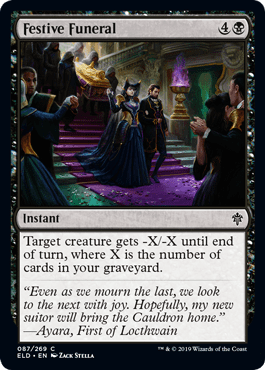 Festive Funeral 4
Instant
Target creature gets -X/-X until end
of turn, where X is the number of
cards in your graveyard.
“Even as we mourn the last, we look
to the next with joy. Hopefully, my new
suitor will bring the Cauldron home.”
—Ayara, First of Locthwain
087/269 C
ELD • EN Zack Stella
™ & © 2019 Wizards of the Coast